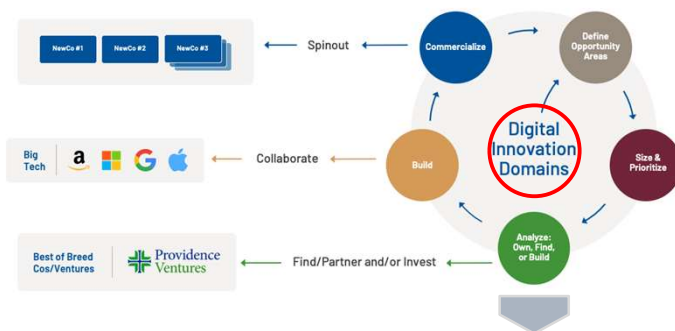 NewCo #1
NewCo #2
NewCo #3
Spinout
Commercialize
Define
Opportunity
Areas
Big
Tech
a
G
Collaborate
Build
Digital
Innovation
Domains
Size &
Prioritize
Best of Breed
Cos/Ventures
Providence
Ventures
Find/Partner and/or Invest
Analyze:
Own, Find,
or Build